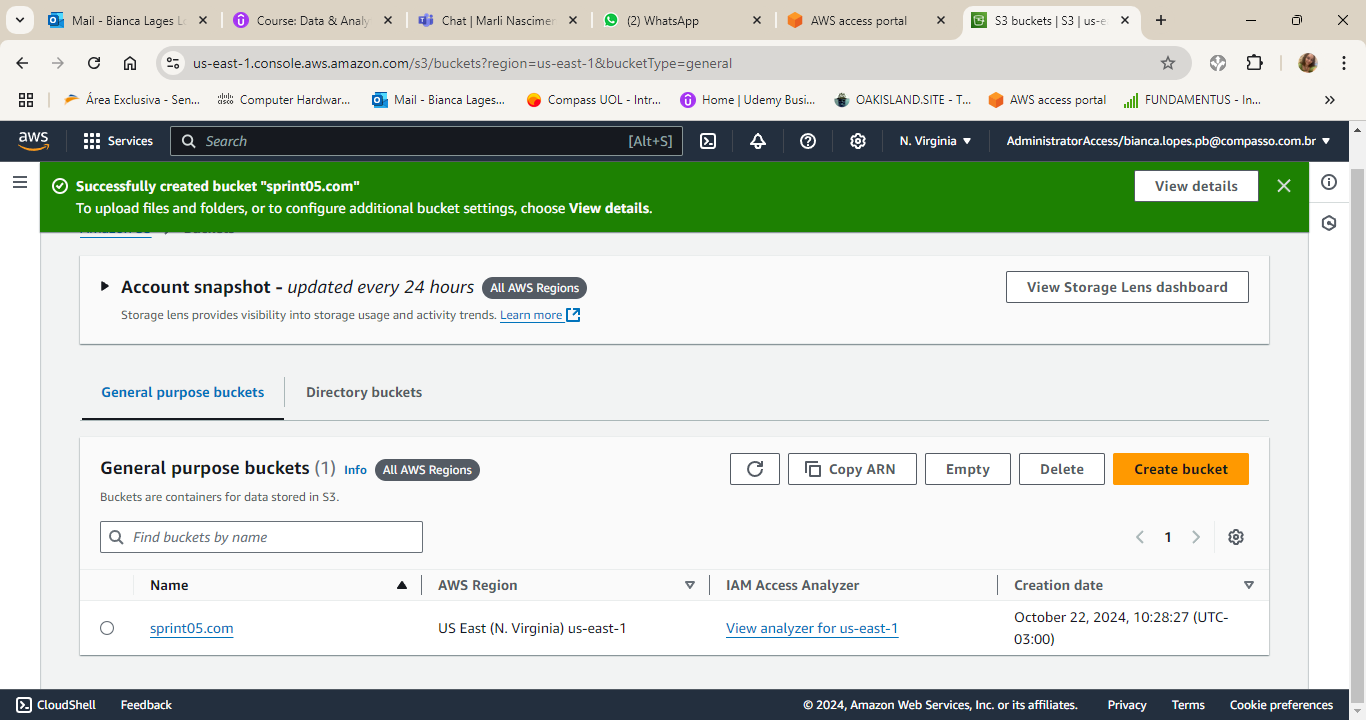 Mail - Bianca Lages Lo
Course: Data & Analy
Chat | Marli Nascimen
(2) WhatsApp
AWS access portal
S3 buckets | S3 | us-e
us-east-1.console.aws.amazon.com/s3/buckets?region=us-east-1&bucketType=general
Área Exclusiva - Sen...
Computer Hardwar...
Mail - Bianca Lages...
Compass UOL - Intr...
Home | Udemy Busi...
OAKISLAND.SITE - T...
AWS access portal
FUNDAMENTUS - In...
aws
Services
Search
[Alt+S]
N. Virginia
AdministratorAccess/bianca.lopes.pb@compasso.com.br
Successfully created bucket "sprint05.com"
To upload files and folders, or to configure additional bucket settings, choose View details.
View details
Account snapshot - updated every 24 hours
All AWS Regions
View Storage Lens dashboard
Storage lens provides visibility into storage usage and activity trends. Learn more
General purpose buckets
Directory buckets
General purpose buckets (1)
Info
All AWS Regions
Copy ARN
Empty
Delete
Create bucket
Buckets are containers for data stored in S3.
Find buckets by name
1
Name
AWS Region
IAM Access Analyzer
Creation date
sprint05.com
US East (N. Virginia) us-east-1
View analyzer for us-east-1
October 22, 2024, 10:28:27 (UTC-
03:00)
CloudShell
Feedback
© 2024, Amazon Web Services, Inc. or its affiliates.
Privacy
Terms
Cookie preferences